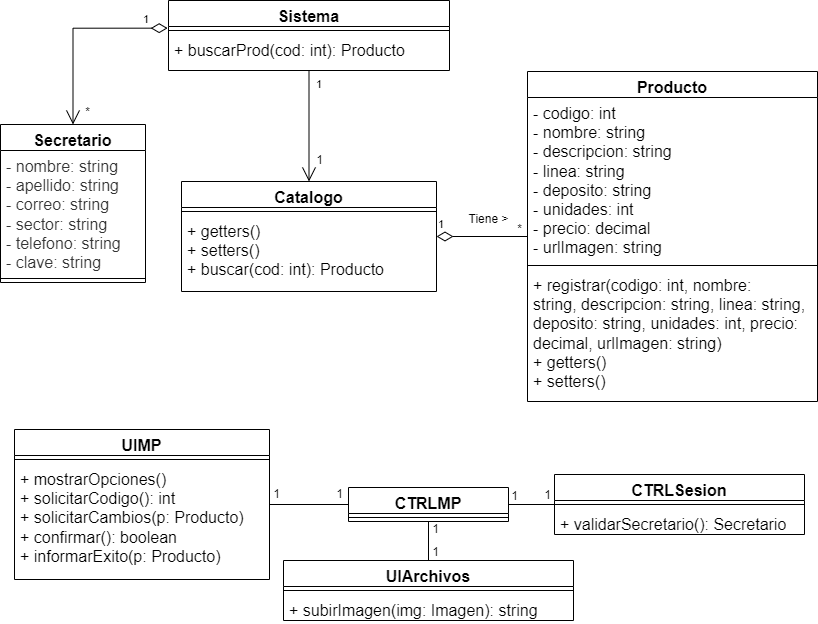 Sistema
+ buscarProd(cod: int): Producto
1
*
1
1
Secretario
- nombre: string
- apellido: string
- correo: string
- sector: string
- telefono: string
- clave: string
Catalogo
+ getters()
+ setters()
+ buscar(cod: int): Producto
1
Tiene >
*
Producto
- codigo: int
- nombre: string
- descripcion: string
- linea: string
- deposito: string
- unidades: int
- precio: decimal
- urlImagen: string
+ registrar(codigo: int, nombre:
string, descripcion: string, linea: string,
deposito: string, unidades: int, precio:
decimal, urlImagen: string)
+ getters()
+ setters()
UIMP
+ mostrarOpciones()
+ solicitarCodigo(): int
+ solicitarCambios(p: Producto)
+ confirmar(): boolean
+ informarExito(p: Producto)
1
1
CTRLMP
1
1
CTRLSesion
+ validarSecretario(): Secretario
1
1
UIArchivos
+ subirImagen(img: Imagen): string